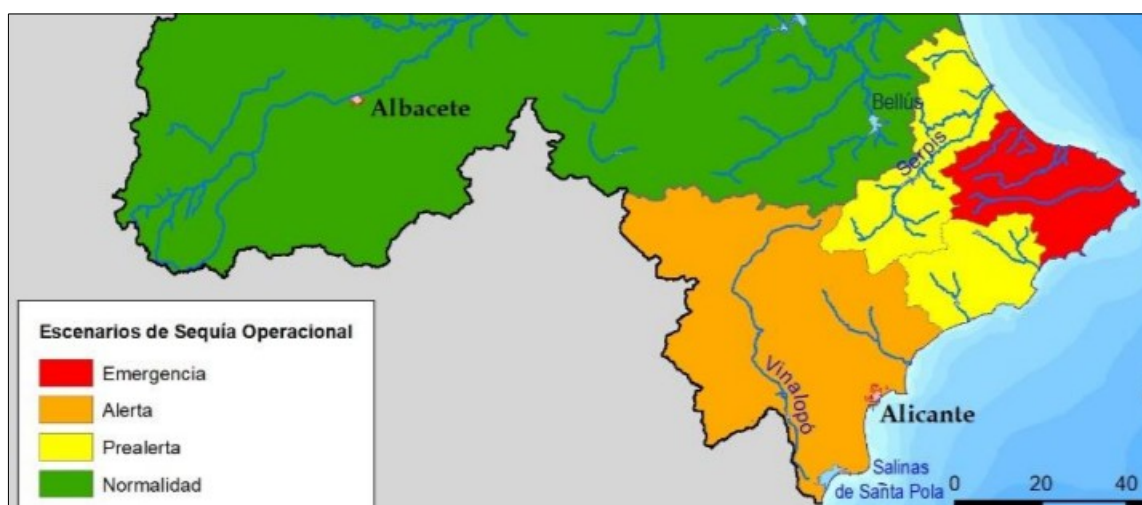 Albacete
Bellús
Serpis
Vinalopó
Alicante
Salinas
de Santa Pola
0 20 40
Escenarios de Sequía Operacional
Emergencia
Alerta
Prealerta
Normalidad